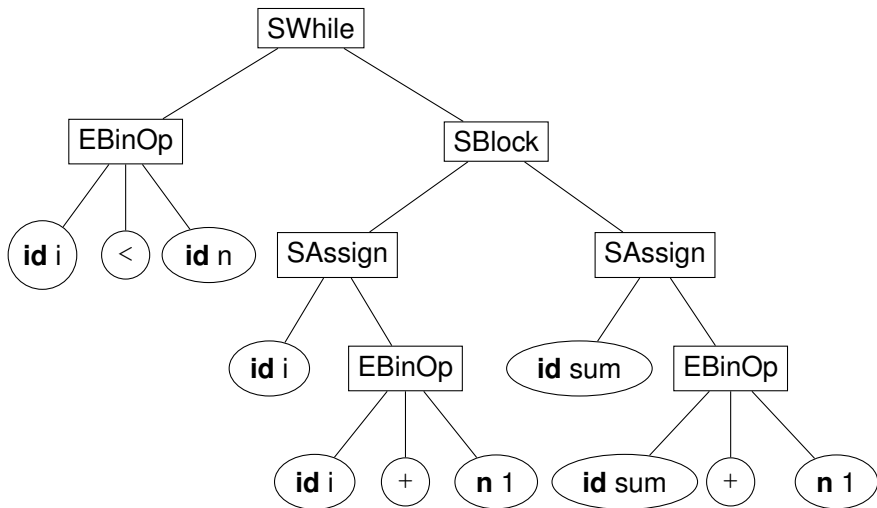 SWhile
EBinOp
SBlock
id i
<
id n
SAssign
SAssign
id i
EBinOp
id sum
EBinOp
id i
+
n 1
id sum
+
n 1